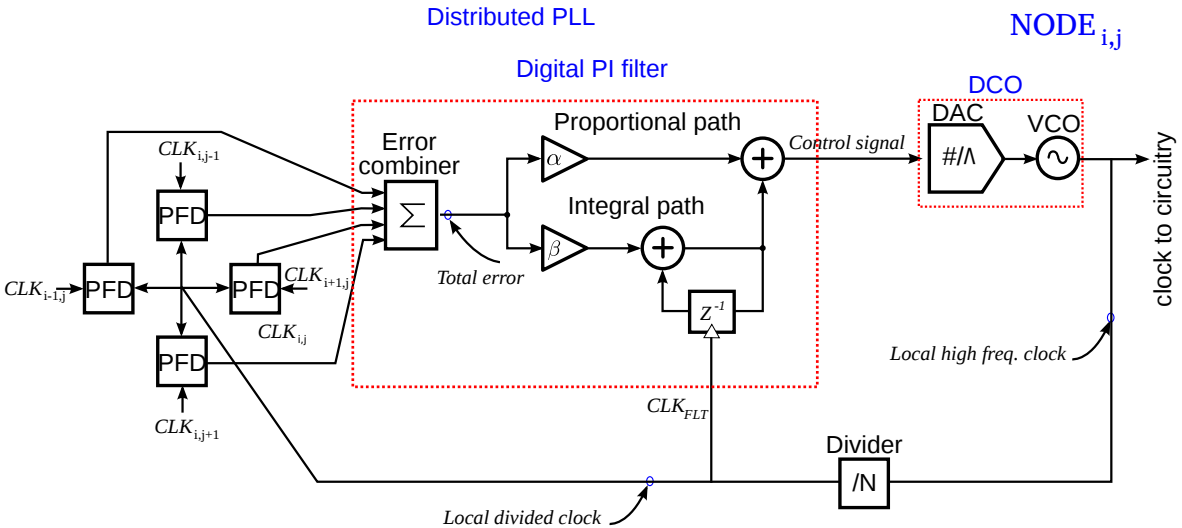 Distributed PLL
NODE i,j
Digital PI filter
DCO
DAC
VCO
Proportional path
Error
combiner
Control signal
CLK i,j-1
α
+
#/Λ
~
clock to circuitry
PFD
Σ
Integral path
β
+
Total error
CLK i-1,j
PFD
PFD
CLK i+1,j
Z -1
CLK i,j
PFD
Local high freq. clock
CLK i,j+1
CLK FLT
Divider
/N
Local divided clock